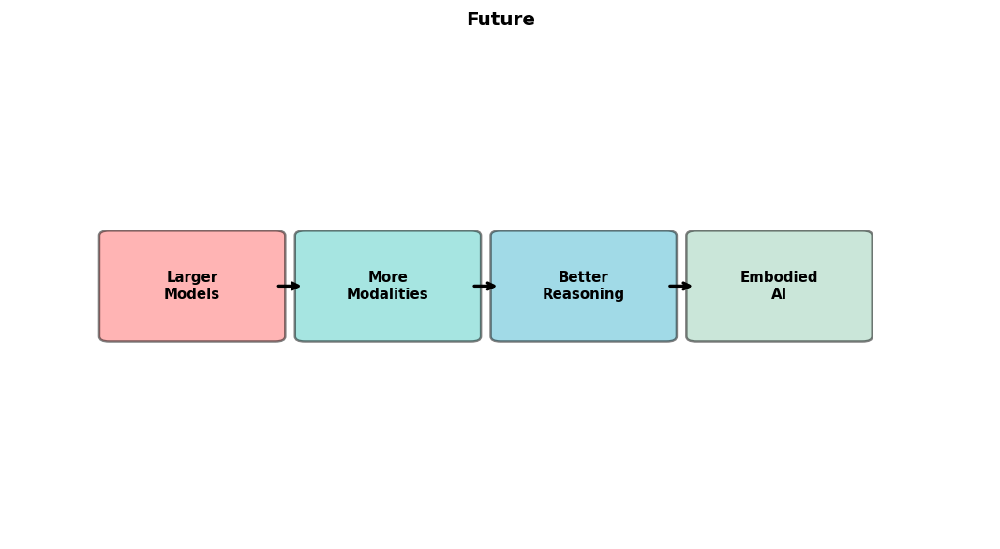 Future
Larger
Models
More
Modalities
Better
Reasoning
Embodied
AI